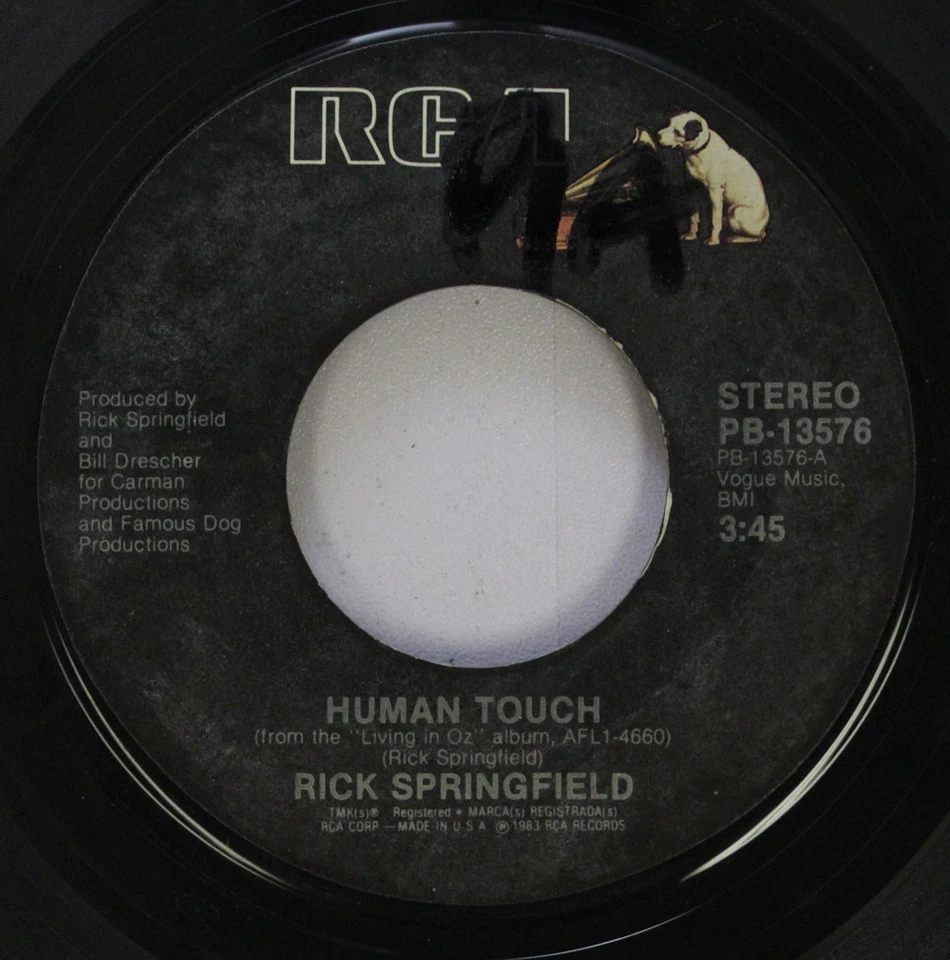 RCA
Produced by
Rick Springfield
and
Bill Drescher
for Carman
Productions
and Famous Dog
Productions
STEREO
PB-13576
PB-13576-A
Vogue Music,
BMI
3:45
HUMAN TOUCH
(from the "Living in Oz" album, AFL1-4660)
(Rick Springfield)
RICK SPRINGFIELD
TMK(s)® Registered • MARCA(s) REGISTRADA(s)
RCA CORP — MADE IN U S A ℗ 1983 RCA RECORDS